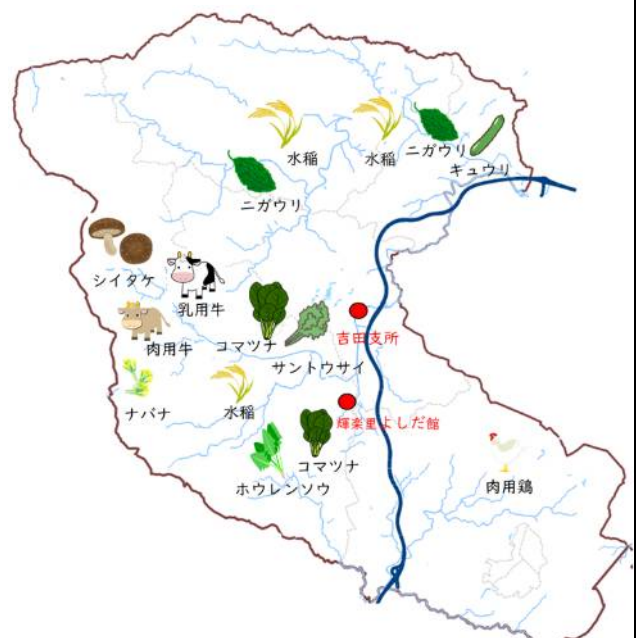 水稲
水稲
ニガウリ
キュウリ
ニガウリ
シイタケ
乳用牛
肉用牛
コマツナ
サントウサイ
吉田支所
ナバナ
水稲
輝楽里よしだ館
コマツナ
ホウレンソウ
肉用鶏